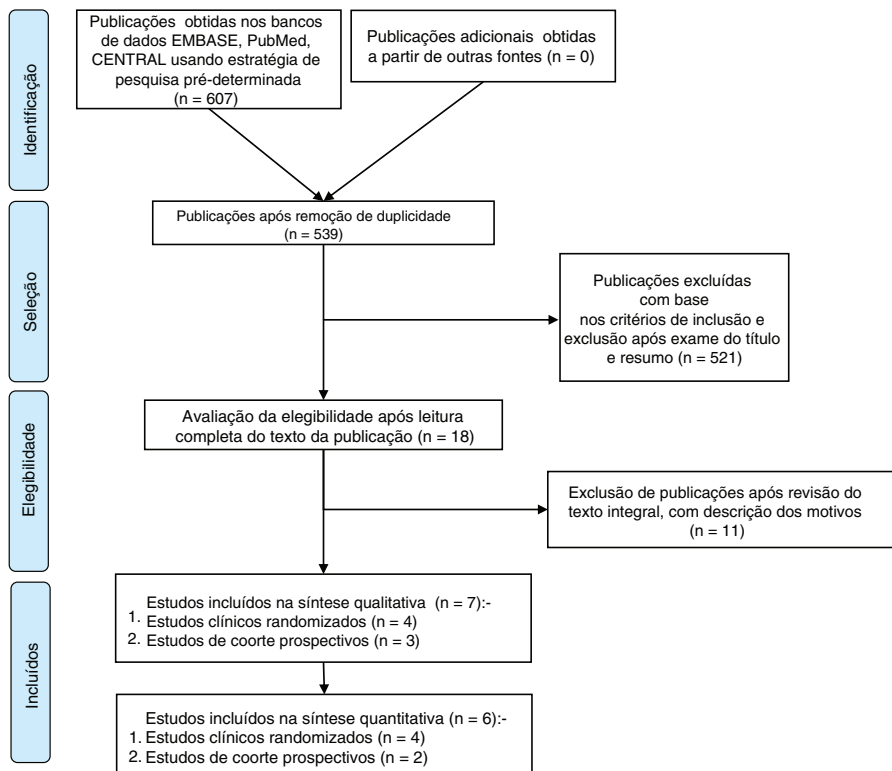 Identificação
Publicações obtidas nos bancos
de dados EMBASE, PubMed,
CENTRAL usando estratégia de
pesquisa pré-determinada
(n = 607)
Publicações adicionais obtidas
a partir de outras fontes (n = 0)
Seleção
Publicações após remoção de duplicidade
(n = 539)
Publicações excluídas
com base
nos critérios de inclusão e
exclusão após exame do título
e resumo (n = 521)
Elegibilidade
Avaliação da elegibilidade após leitura
completa do texto da publicação (n = 18)
Exclusão de publicações após revisão do
texto integral, com descrição dos motivos
(n = 11)
Incluídos
Estudos incluídos na síntese qualitativa (n = 7):-
1. Estudos clínicos randomizados (n = 4)
2. Estudos de coorte prospectivos (n = 3)
Estudos incluídos na síntese quantitativa (n = 6):-
1. Estudos clínicos randomizados (n = 4)
2. Estudos de coorte prospectivos (n = 2)